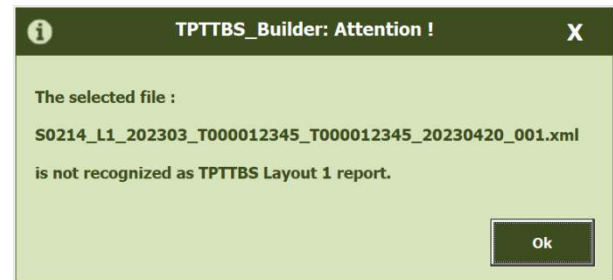 TPTTBS_Builder: Attention !
X
The selected file :
S0214_L1_202303_T000012345_T000012345_20230420_001.xml
is not recognized as TPTTBS Layout 1 report.
Ok